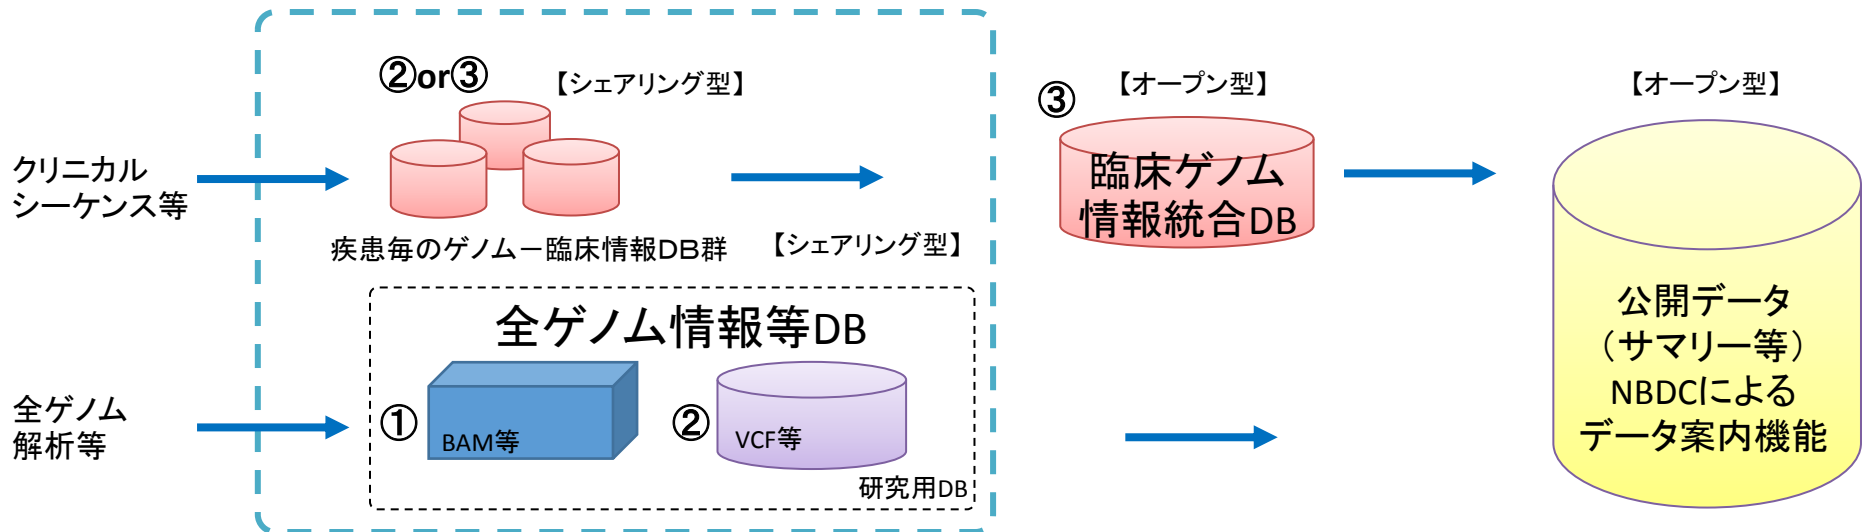 ②or③
【シェアリング型】
クリニカル
シーケンス等
疾患毎のゲノム－臨床情報DB群
【シェアリング型】
全ゲノム情報等DB
全ゲノム
解析等
①
BAM等
②
VCF等
研究用DB
③
【オープン型】
臨床ゲノム
情報統合DB
【オープン型】
公開データ
（サマリー等）
NBDCによる
データ案内機能